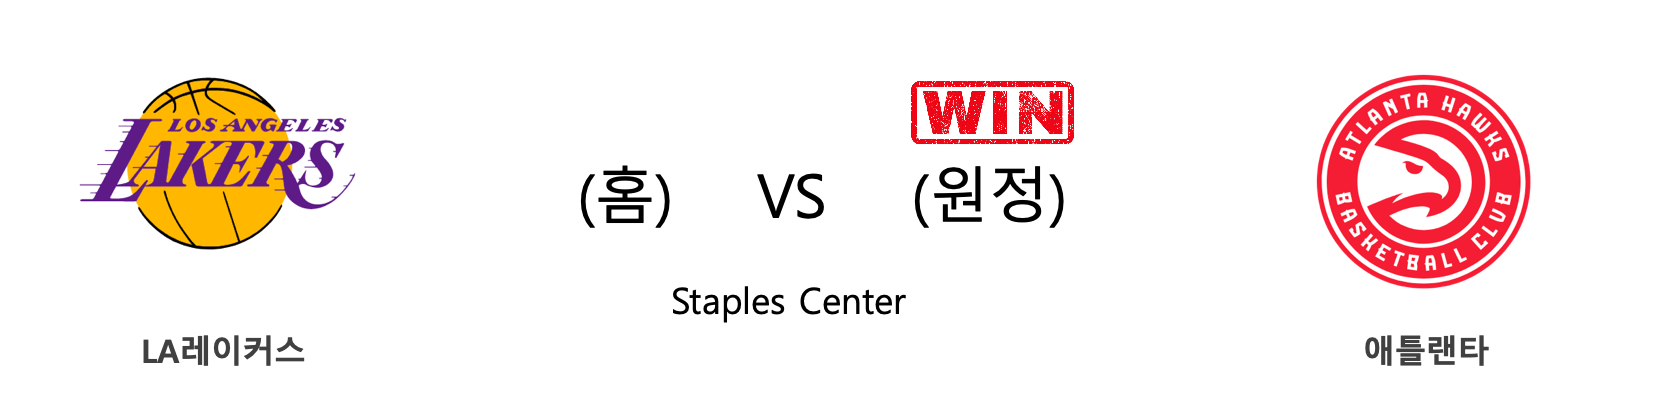 LOS ANGELES
LAKERS
WIN
(홈) VS (원정)
Staples Center
ATLANTA HAWKS
BASKETBALL CLUB
LA레이커스
애틀랜타